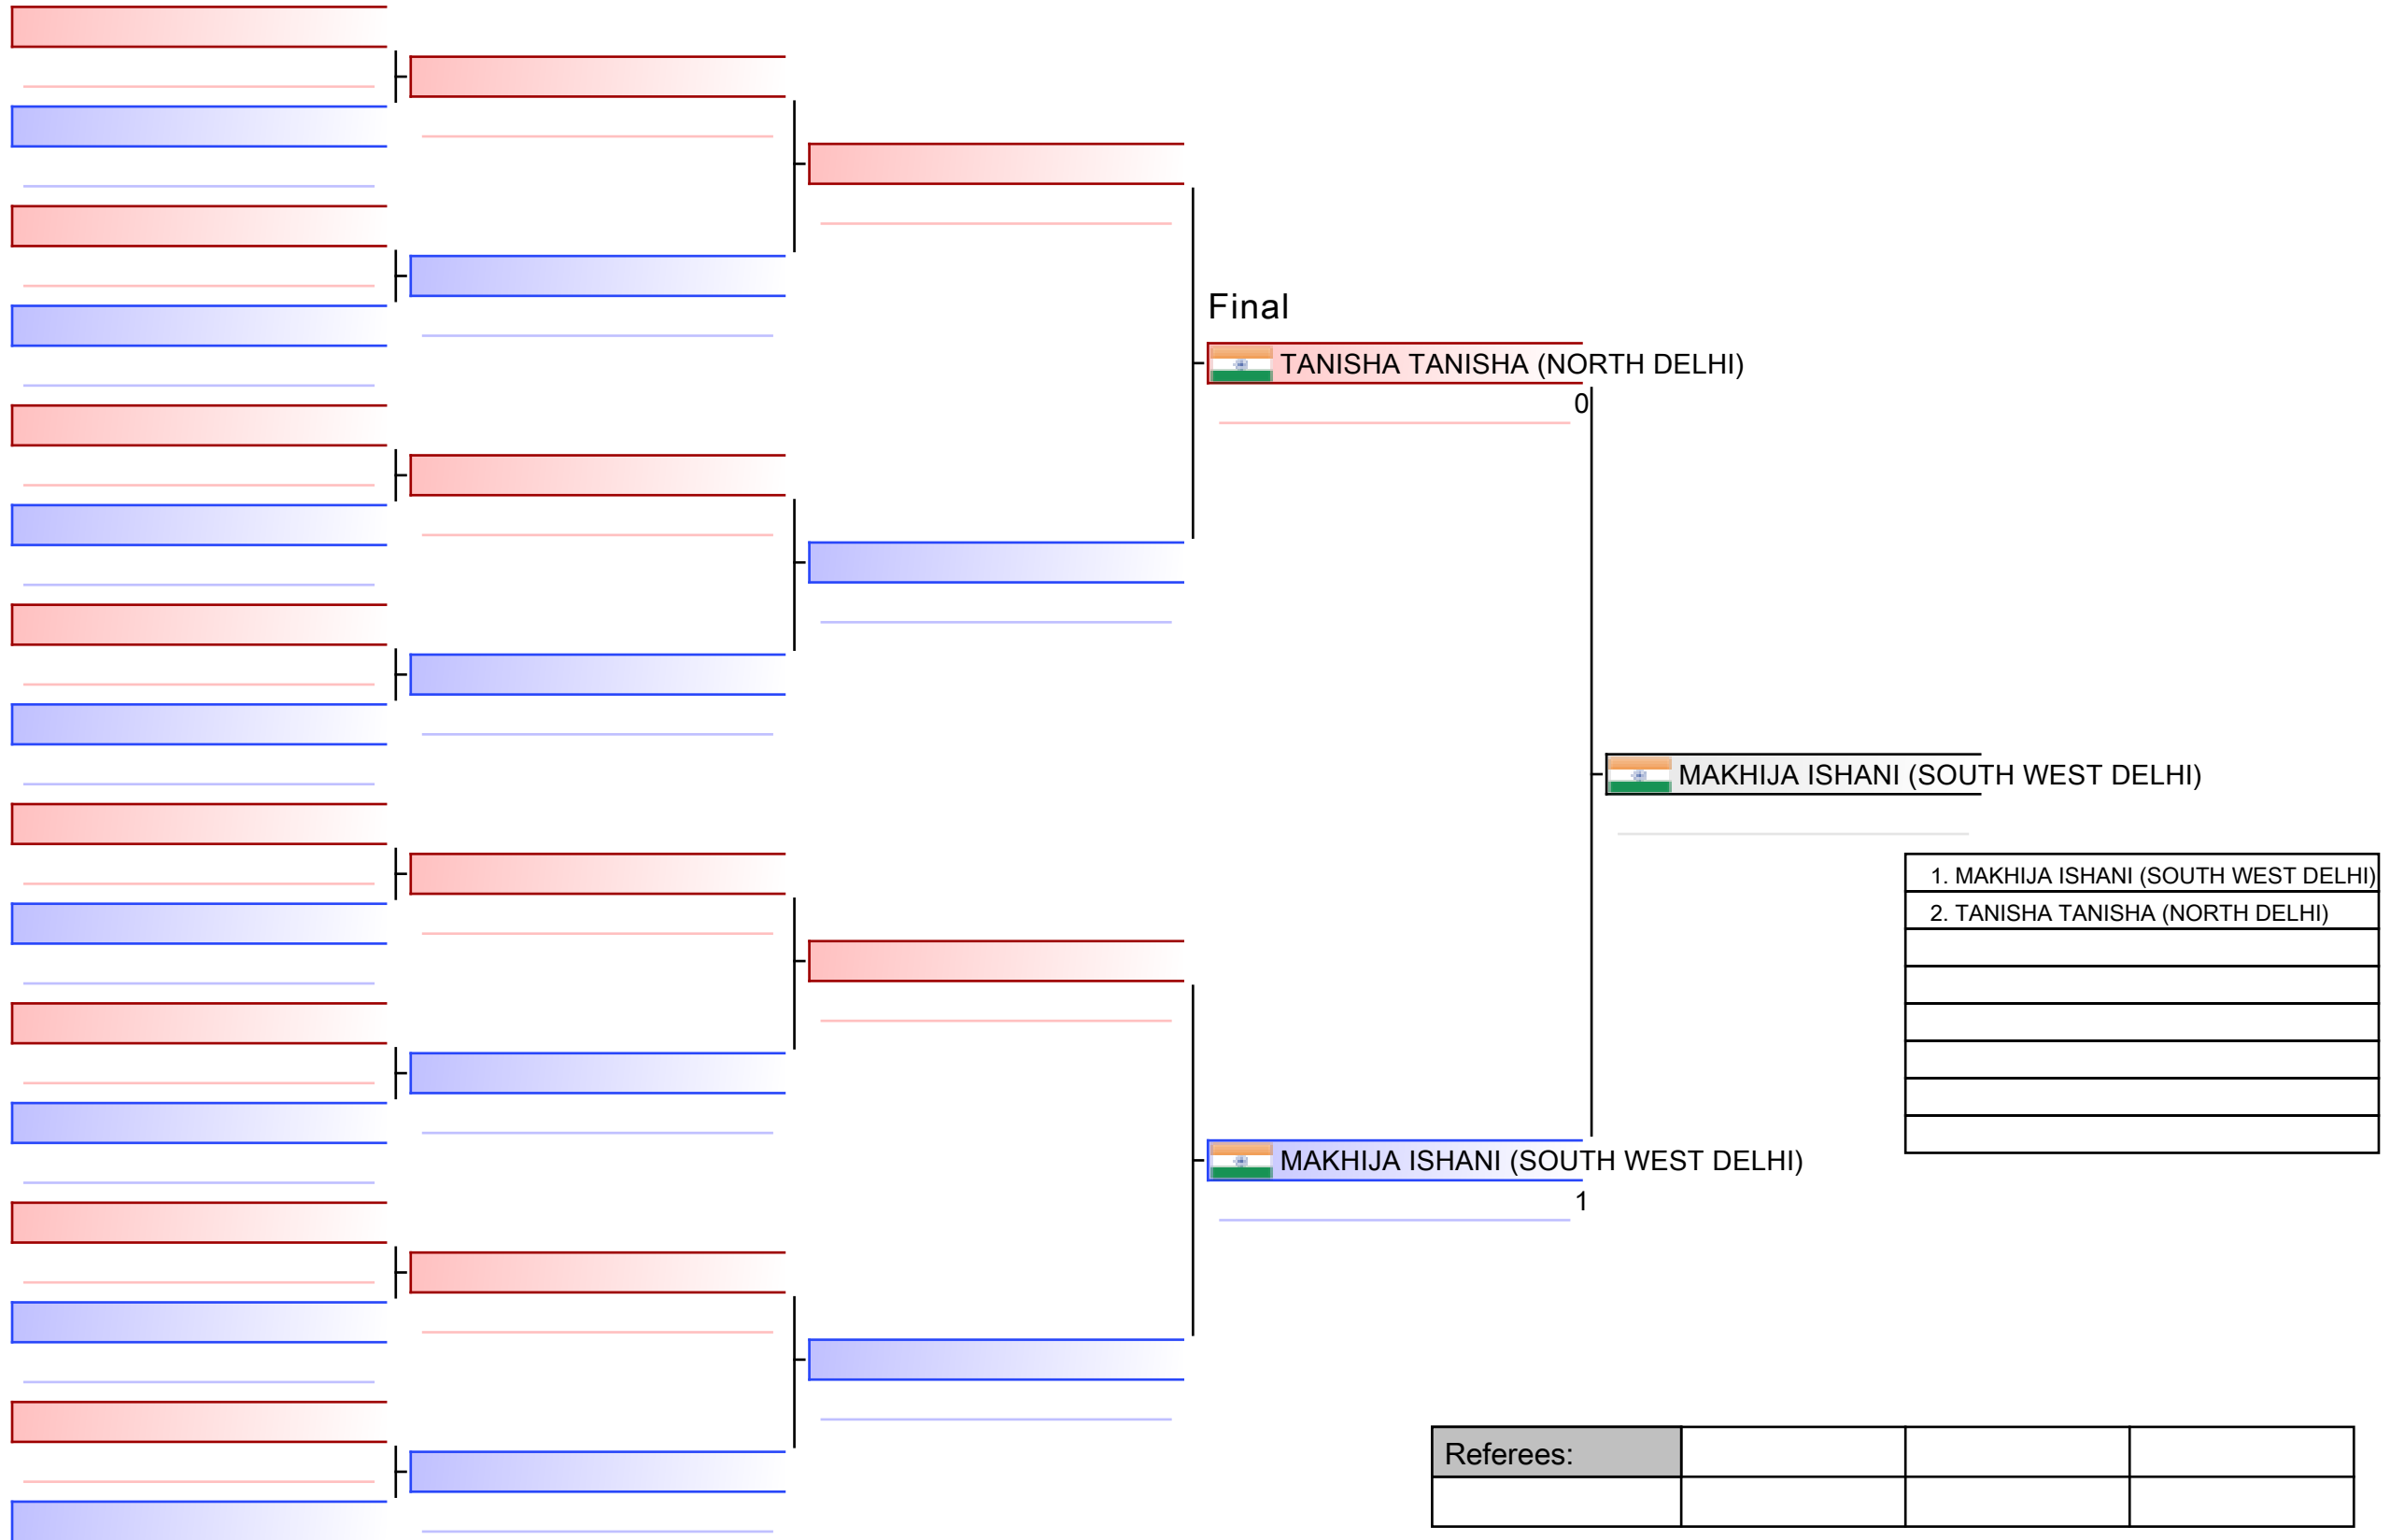 Final
TANISHA TANISHA (NORTH DELHI)
0
MAKHIJA ISHANI (SOUTH WEST DELHI)
1. MAKHIJA ISHANI (SOUTH WEST DELHI)
2. TANISHA TANISHA (NORTH DELHI)
MAKHIJA ISHANI (SOUTH WEST DELHI)
1
Referees: